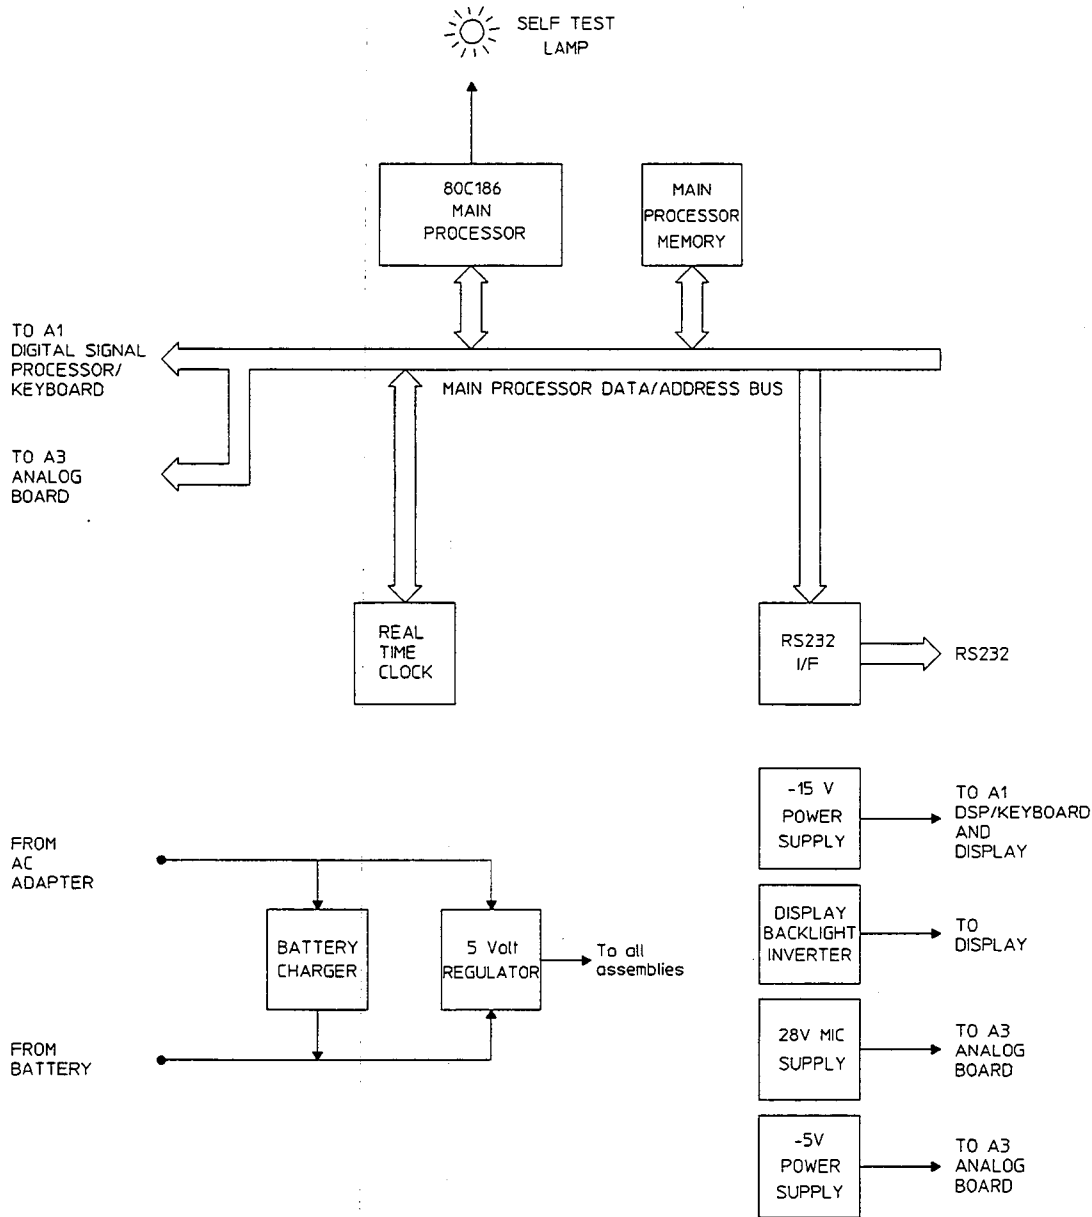 SELF TEST
LAMP
80C186
MAIN
PROCESSOR
MAIN
PROCESSOR
MEMORY
TO A1
DIGITAL SIGNAL
PROCESSOR/
KEYBOARD
MAIN PROCESSOR DATA/ADDRESS BUS
TO A3
ANALOG
BOARD
REAL
TIME
CLOCK
RS232
I/F
RS232
-15 V
POWER
SUPPLY
TO A1
DSP/KEYBOARD
AND
DISPLAY
FROM
AC
ADAPTER
BATTERY
CHARGER
5 Volt
REGULATOR
To all
assemblies
DISPLAY
BACKLIGHT
INVERTER
TO
DISPLAY
FROM
BATTERY
28V MIC
SUPPLY
TO A3
ANALOG
BOARD
-5V
POWER
SUPPLY
TO A3
ANALOG
BOARD